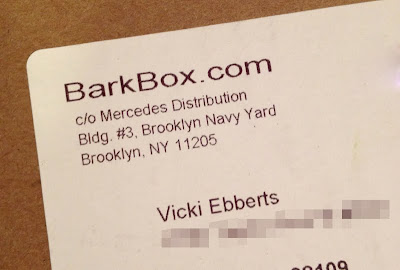 BarkBox.com
c/o Mercedes Distribution
Bldg. #3, Brooklyn Navy Yard
Brooklyn, NY 11205
Vicki Ebberts